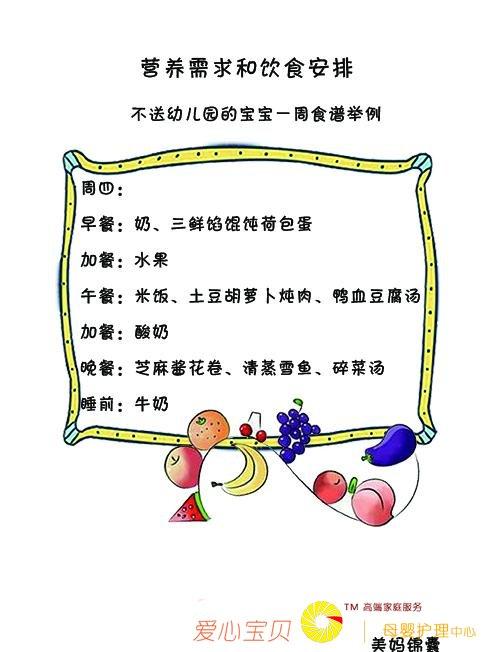 营养需求和饮食安排
不送幼儿园的宝宝一周食谱举例
周四：
早餐：奶、三鲜馅馄饨荷包蛋
加餐：水果
午餐：米饭、土豆胡萝卜炖肉、鸭血豆腐汤
加餐：酸奶
晚餐：芝麻酱花卷、清蒸雪鱼、碎菜汤
睡前：牛奶
TM 高端家庭服务
爱心宝贝 母婴护理中心
美妈锦囊